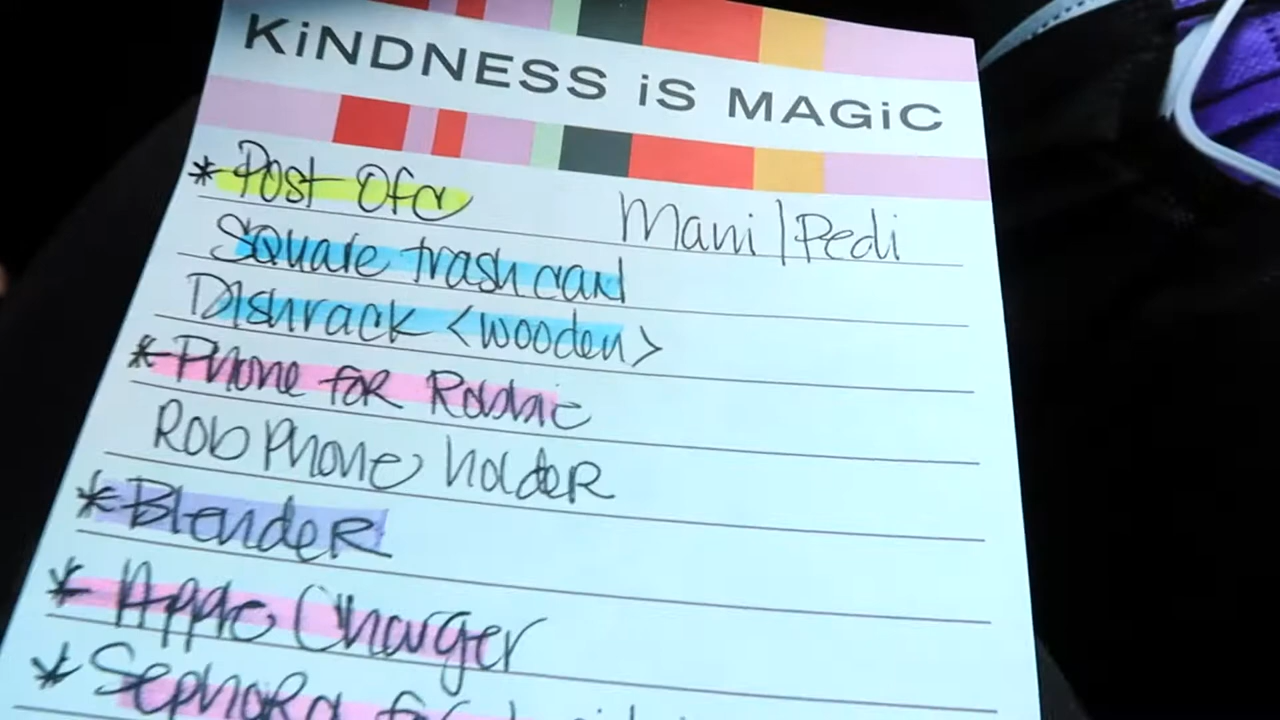 KiNDNESS iS MAGiC
* Post Ofc Mani|Pedi
Square trash can
Dishrack <wooden>
* Phone for Robbie
Rob Phone holder
* Blender
* Apple Charger
* Sephora